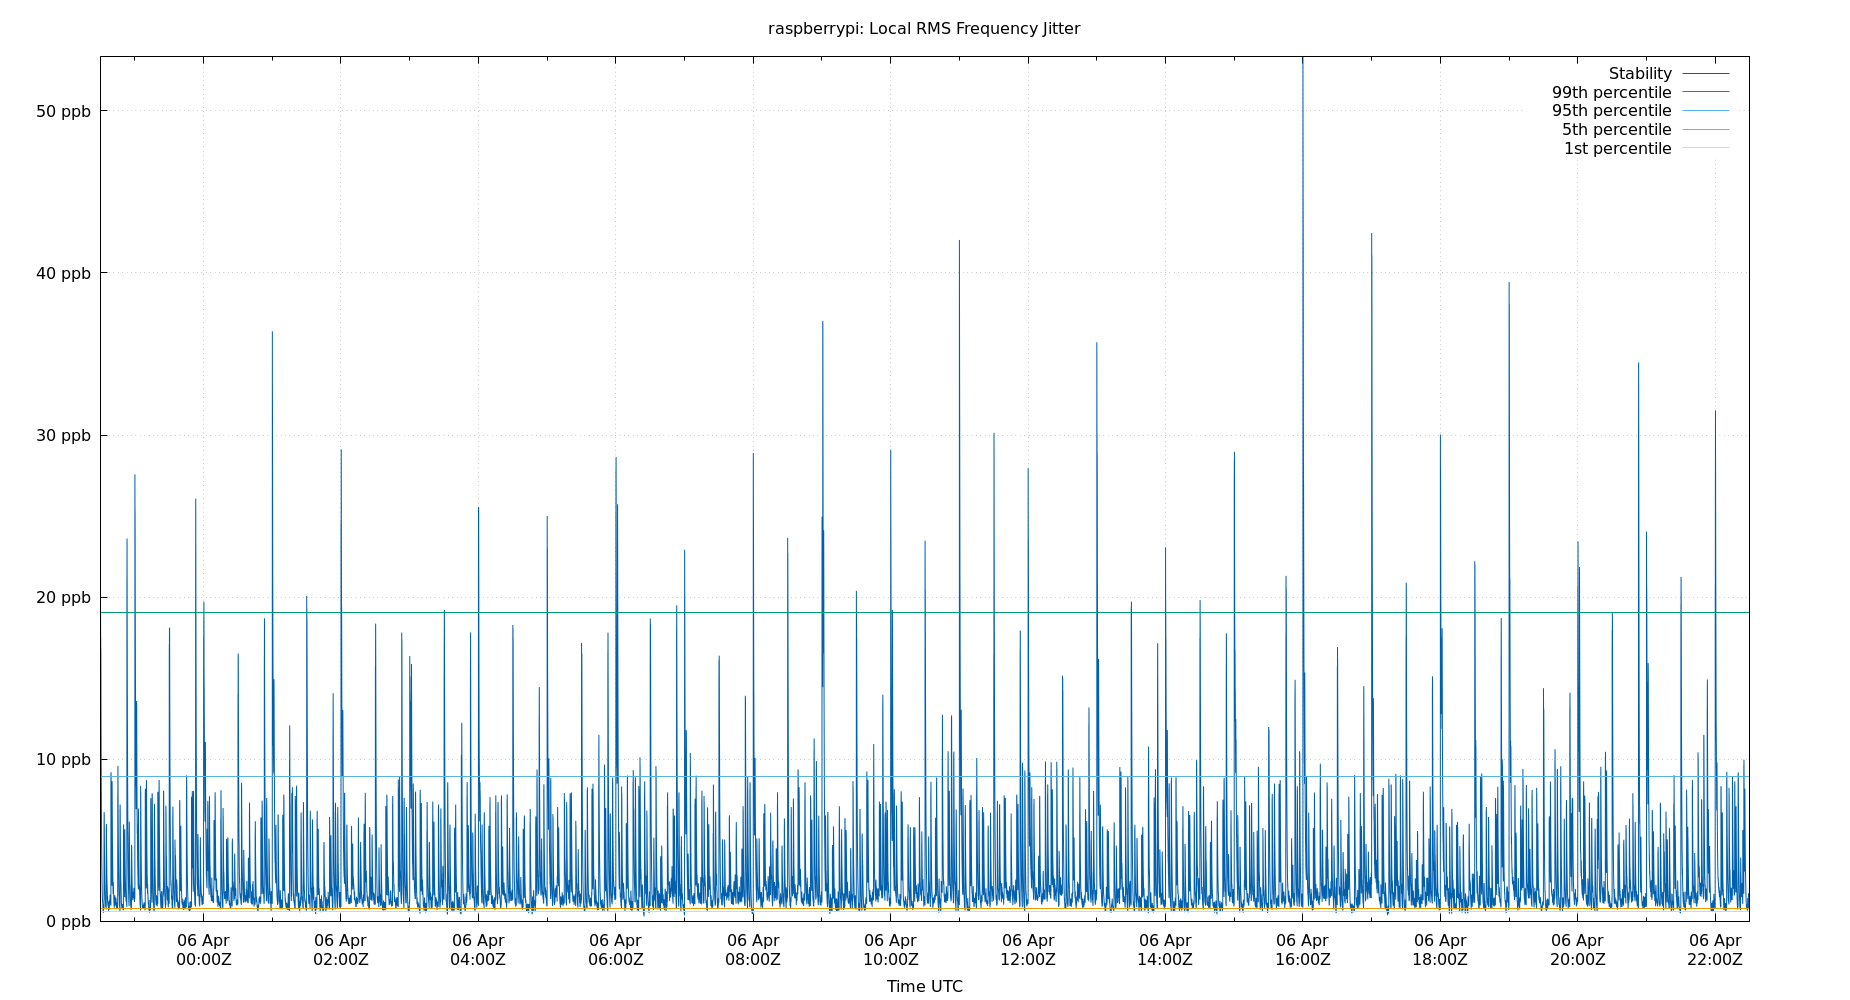 raspberrypi: Local RMS Frequency Jitter
Stability
99th percentile
95th percentile
5th percentile
1st percentile
50 ppb
40 ppb
30 ppb
20 ppb
10 ppb
0 ppb
06 Apr 06 Apr 06 Apr 06 Apr 06 Apr 06 Apr 06 Apr 06 Apr 06 Apr 06 Apr 06 Apr 06 Apr
00:00Z 02:00Z 04:00Z 06:00Z 08:00Z 10:00Z 12:00Z 14:00Z 16:00Z 18:00Z 20:00Z 22:00Z
Time UTC